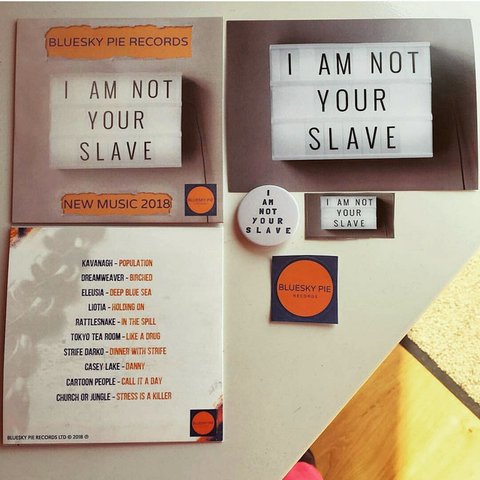 BLUESKY PIE RECORDS
I AM NOT
YOUR
SLAVE
NEW MUSIC 2018
BLUESKY PIE
I AM NOT
YOUR
SLAVE
I
AM
NOT
YOUR
SLAVE
I AM NOT
YOUR
SLAVE
BLUESKY PIE
RECORDS
KAVANAGH - POPULATION
DREAMWEAVER - BIRCHED
ELEUSIA - DEEP BLUE SEA
LIOTIA - HOLDING ON
RATTLESNAKE - IN THE SPILL
TOKYO TEA ROOM - LIKE A DRUG
STRIFE DARKO - DINNER WITH STRIFE
CASEY LAKE - DANNY
CARTOON PEOPLE - CALL IT A DAY
CHURCH OR JUNGLE - STRESS IS A KILLER
BLUESKY PIE RECORDS LTD © 2018 ℗